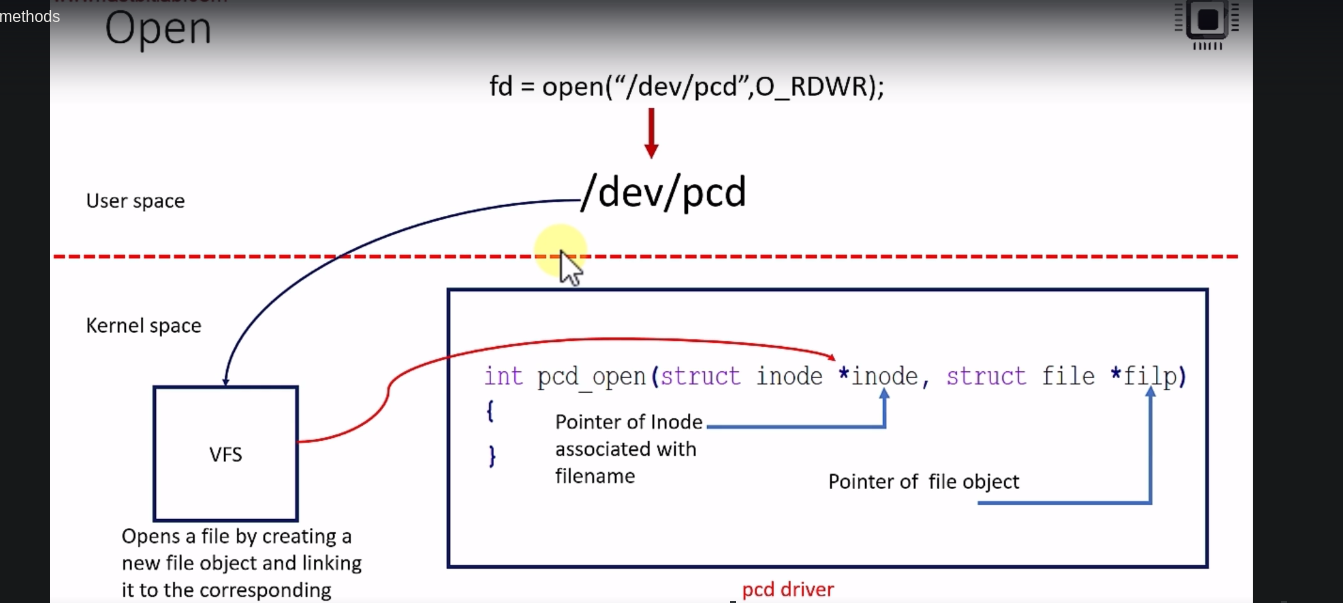 methods
Open
fd = open(“/dev/pcd”,O_RDWR);
/dev/pcd
User space
Kernel space
int pcd_open(struct inode *inode, struct file *filp)
{
}
Pointer of Inode
associated with
filename
Pointer of file object
VFS
Opens a file by creating a
new file object and linking
it to the corresponding
pcd driver